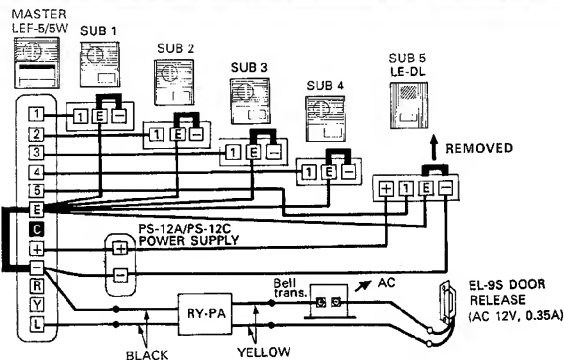 MASTER
LEF-5/5W
SUB 1
SUB 2
SUB 3
SUB 4
SUB 5
LE-DL
1
2
3
4
5
E
C
+
−
R
Y
L
1 E −
1 E −
1 E −
1 E −
REMOVED
+ 1 E −
PS-12A/PS-12C
POWER SUPPLY
+
−
Bell
trans.
AC
RY-PA
BLACK
YELLOW
EL-9S DOOR
RELEASE
(AC 12V, 0.35A)